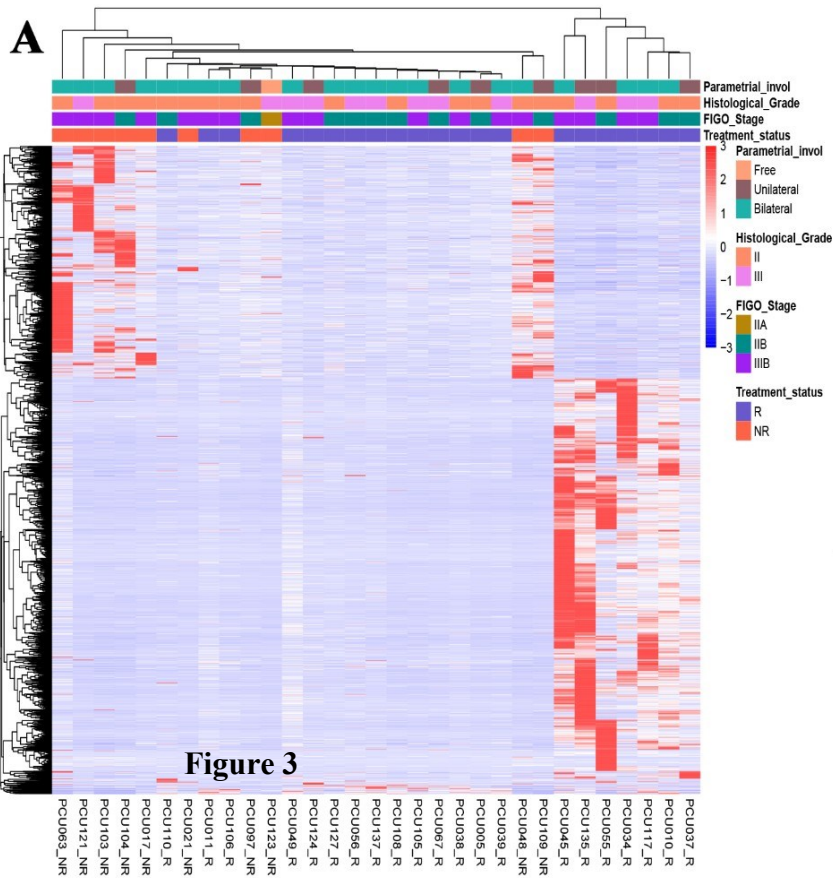 A
Parametrial_invol
Histological_Grade
FIGO_Stage
Treatment_status
3
2
1
0
−1
−2
−3
Parametrial_invol
Free
Unilateral
Bilateral
Histological_Grade
II
III
FIGO_Stage
IIA
IIB
IIIB
Treatment_status
R
NR
Figure 3
PCU063_NR
PCU121_NR
PCU103_NR
PCU104_NR
PCU017_NR
PCU110_R
PCU021_NR
PCU011_R
PCU106_R
PCU097_NR
PCU123_NR
PCU049_R
PCU124_R
PCU127_R
PCU056_R
PCU137_R
PCU108_R
PCU105_R
PCU067_R
PCU038_R
PCU005_R
PCU039_R
PCU048_NR
PCU109_NR
PCU045_R
PCU135_R
PCU055_R
PCU034_R
PCU117_R
PCU010_R
PCU037_R